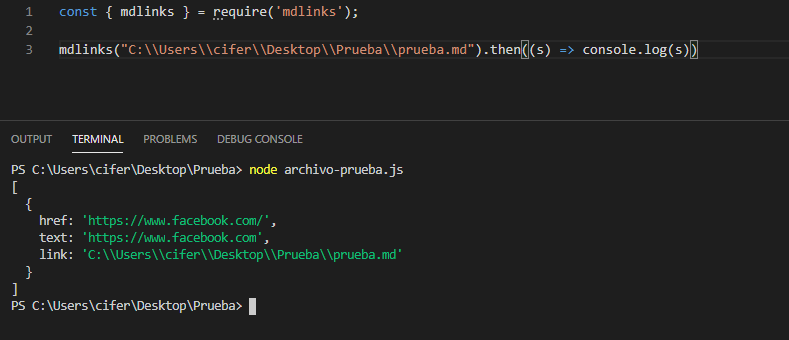 1 const { mdlinks } = require('mdlinks');
2
3 mdlinks("C:\\Users\\cifer\\Desktop\\Prueba\\prueba.md").then((s) => console.log(s))
OUTPUT TERMINAL PROBLEMS DEBUG CONSOLE
PS C:\Users\cifer\Desktop\Prueba> node archivo-prueba.js
[
  {
    href: 'https://www.facebook.com/',
    text: 'https://www.facebook.com',
    link: 'C:\\Users\\cifer\\Desktop\\Prueba\\prueba.md'
  }
]
PS C:\Users\cifer\Desktop\Prueba>